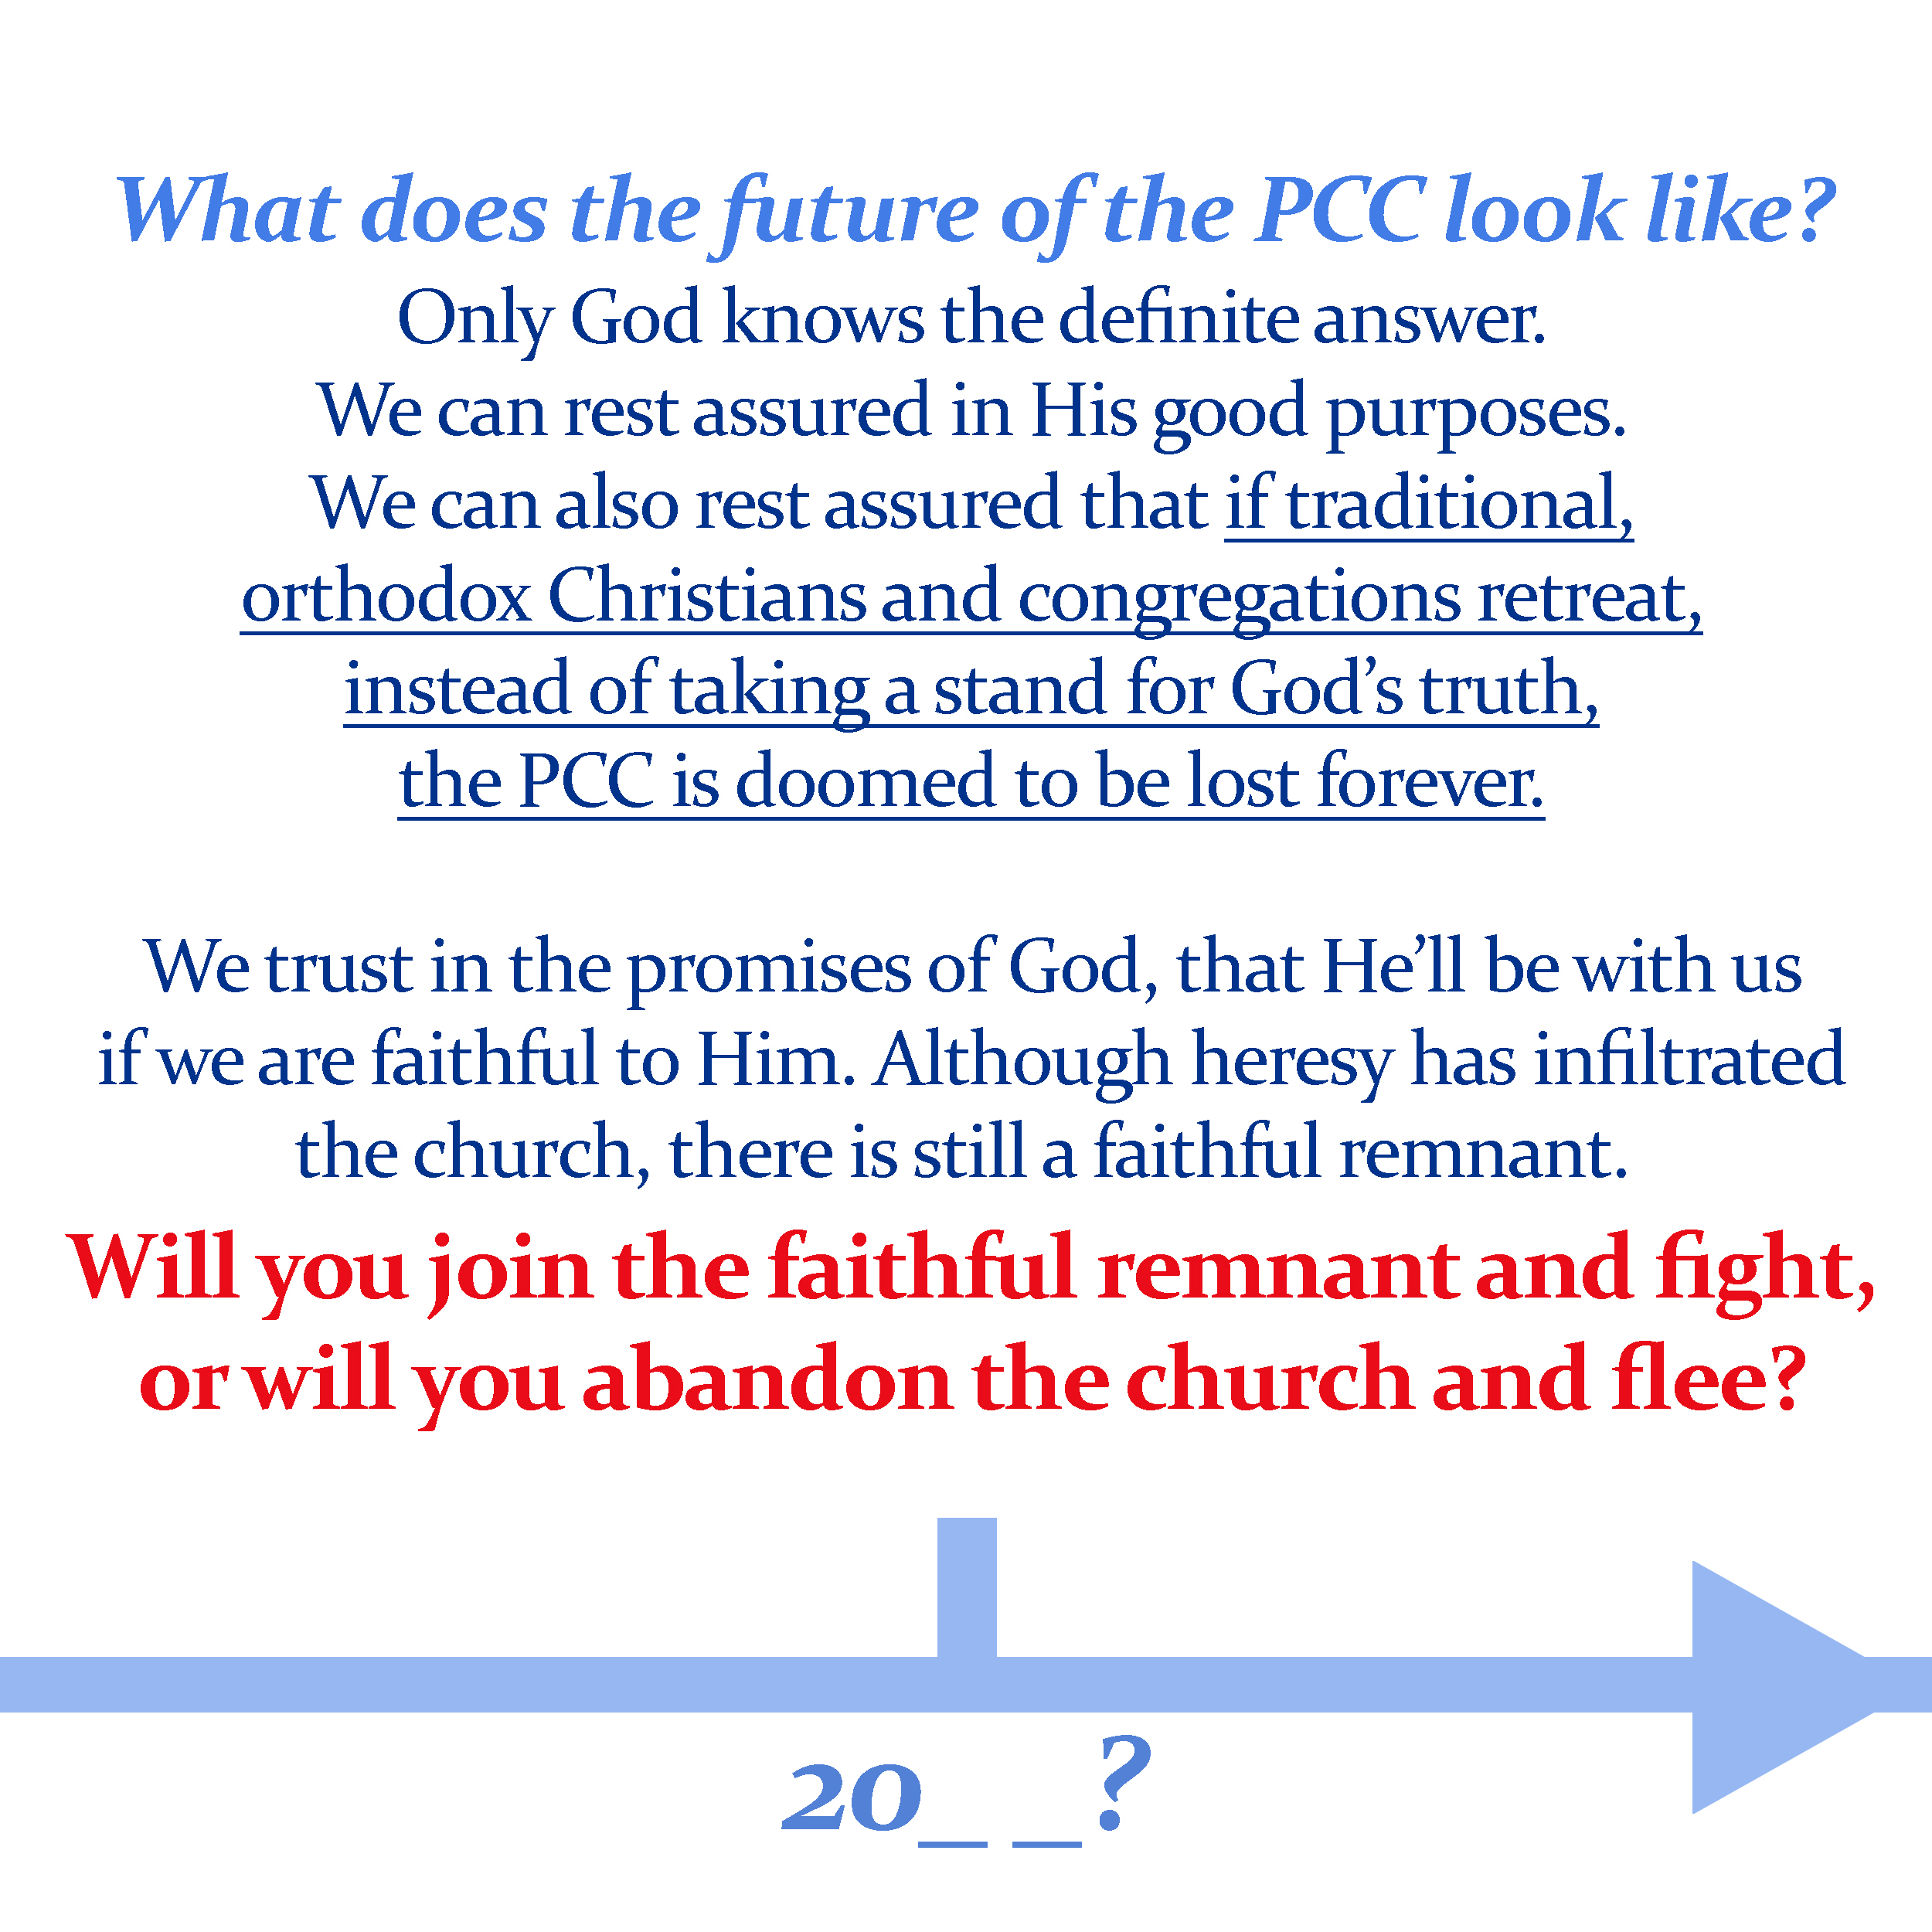 What does the future of the PCC look like?
Only God knows the definite answer.
We can rest assured in His good purposes.
We can also rest assured that if traditional,
orthodox Christians and congregations retreat,
instead of taking a stand for God’s truth,
the PCC is doomed to be lost forever.
We trust in the promises of God, that He’ll be with us
if we are faithful to Him. Although heresy has infiltrated
the church, there is still a faithful remnant.
Will you join the faithful remnant and fight,
or will you abandon the church and flee?
20_ _?